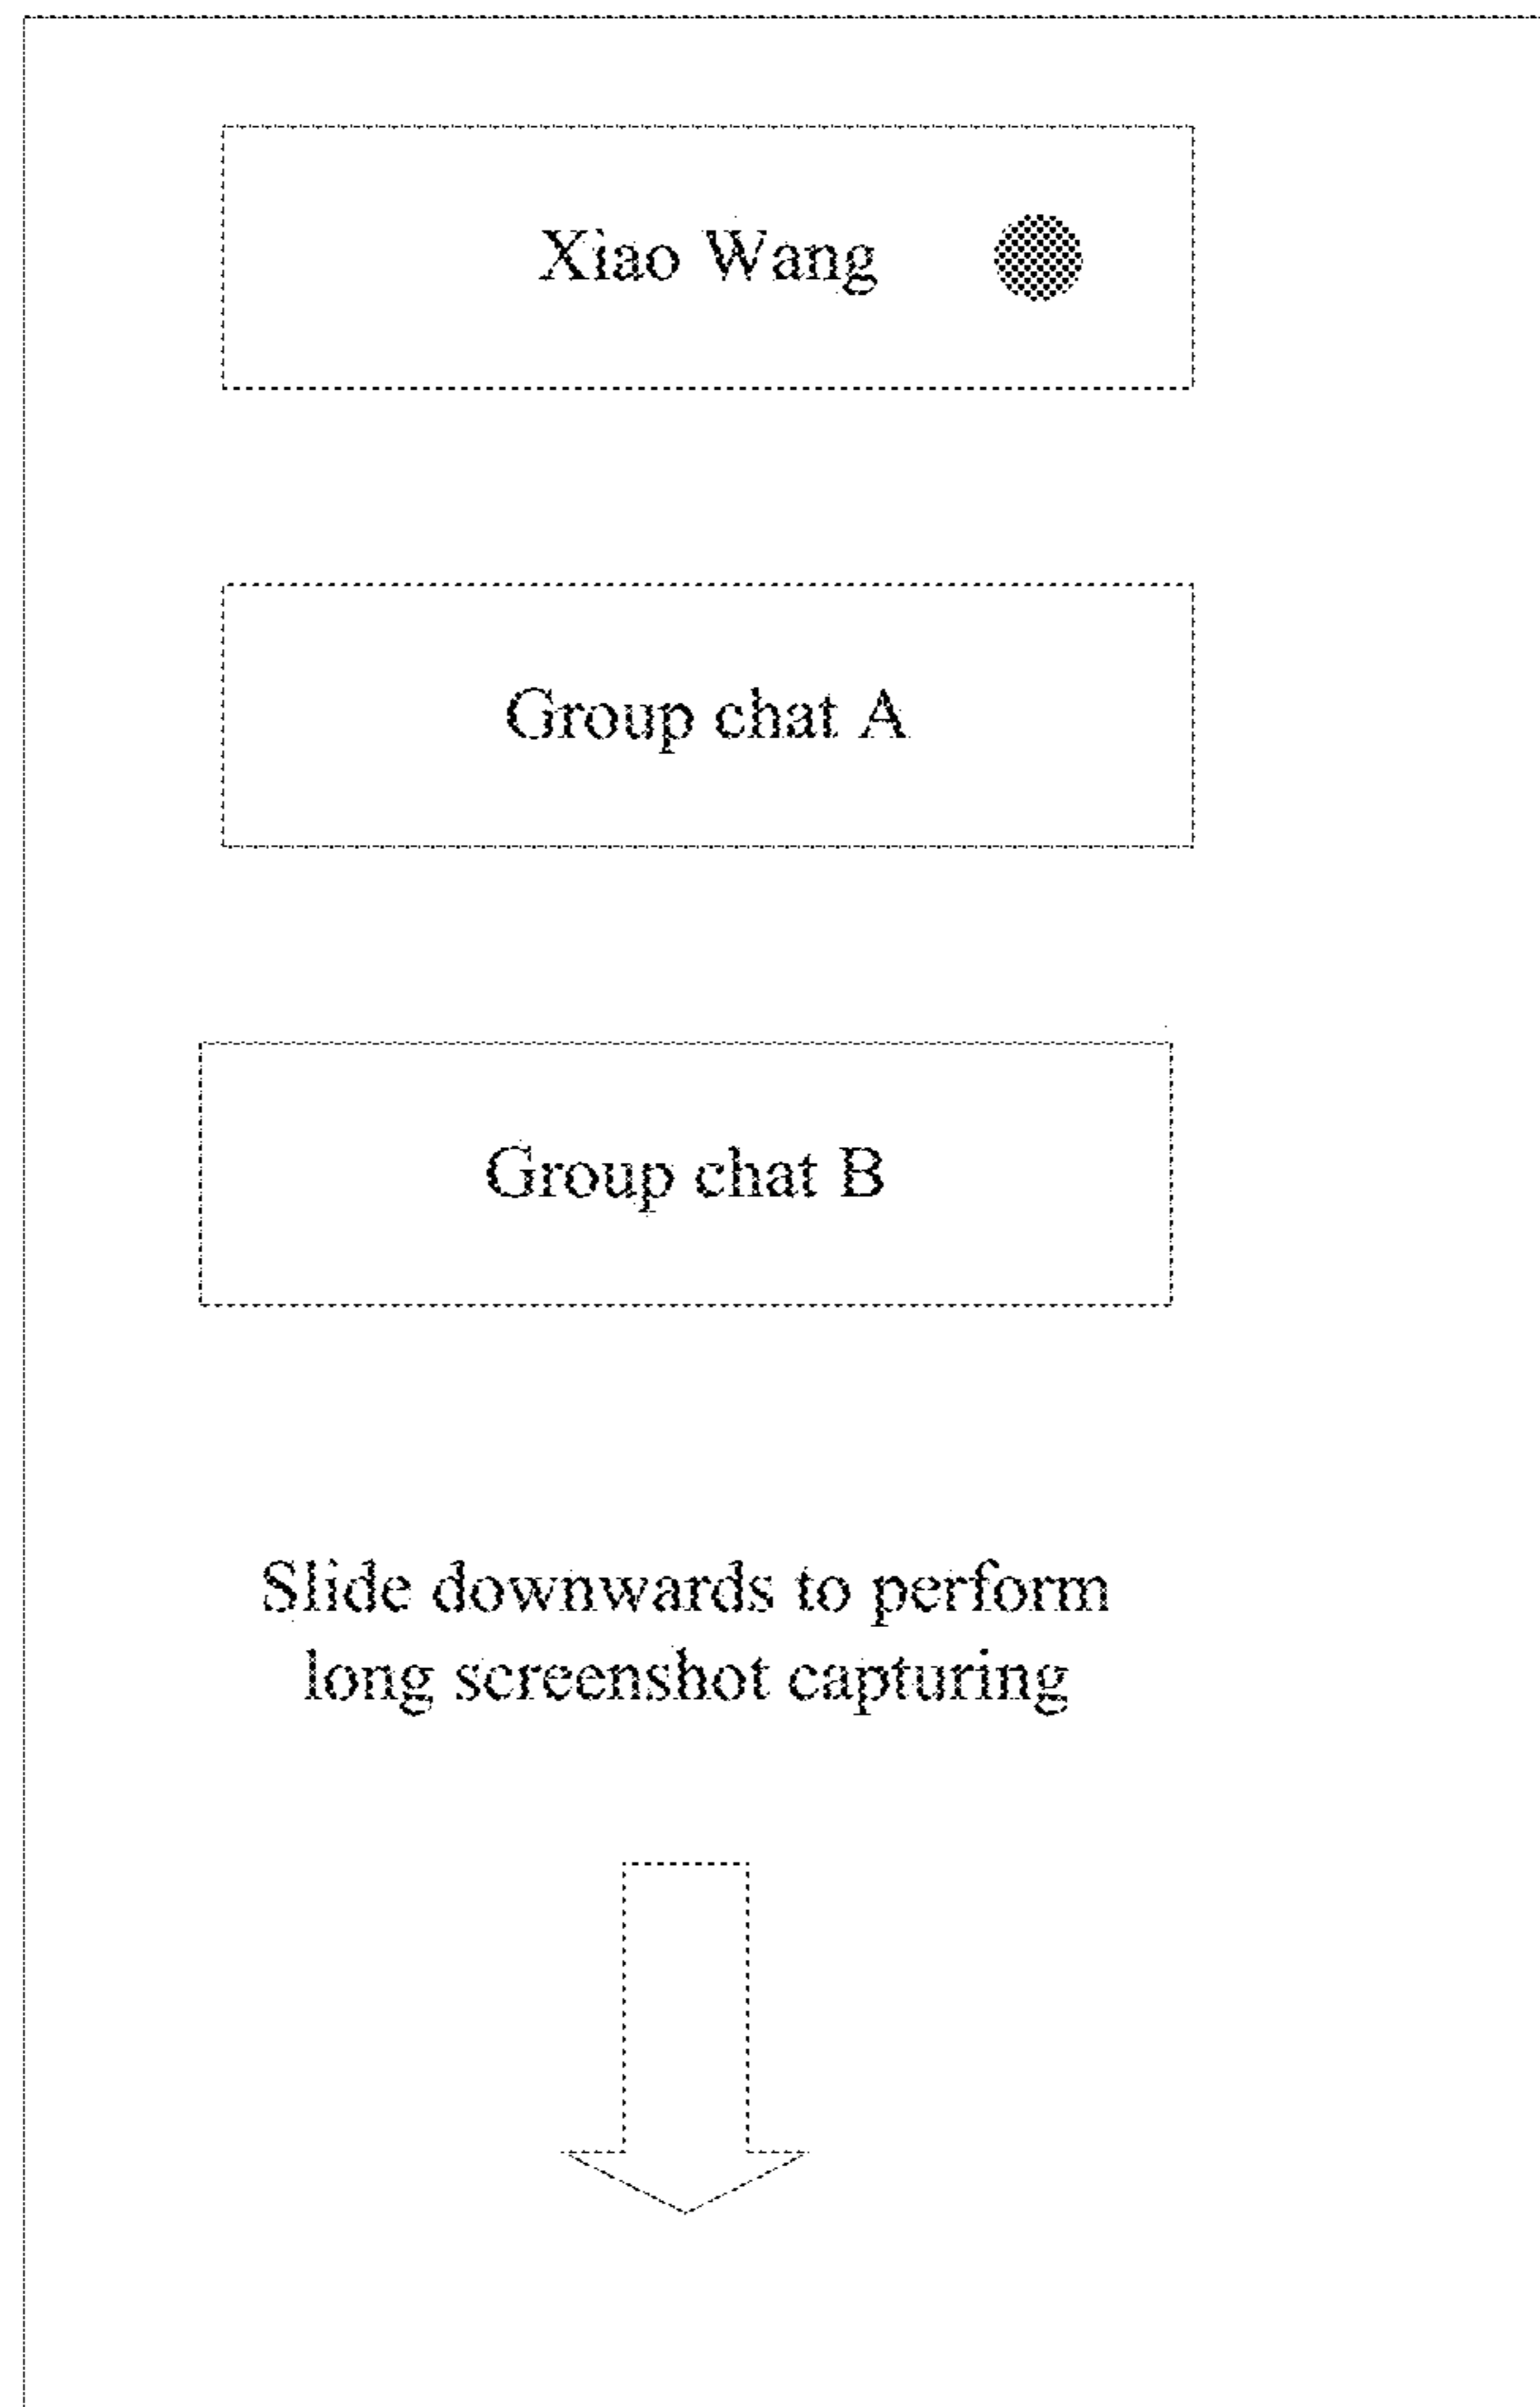 Xiao Wang
Group chat A
Group chat B
Slide downwards to perform
long screenshot capturing